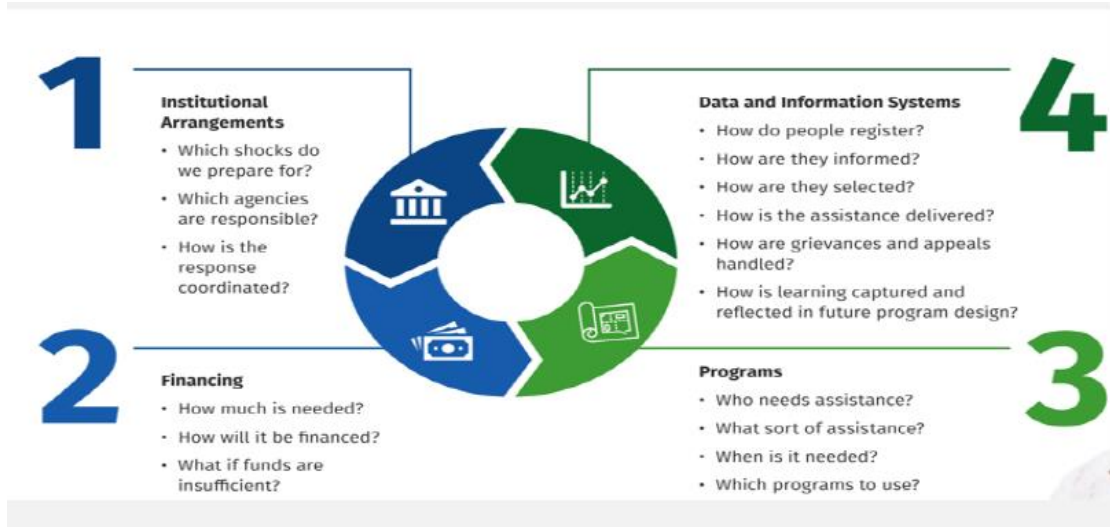 1
Institutional
Arrangements
• Which shocks do
we prepare for?
• Which agencies
are responsible?
• How is the
response
coordinated?
2
Financing
• How much is needed?
• How will it be financed?
• What if funds are
insufficient?
3
Programs
• Who needs assistance?
• What sort of assistance?
• When is it needed?
• Which programs to use?
4
Data and Information Systems
• How do people register?
• How are they informed?
• How are they selected?
• How is the assistance delivered?
• How are grievances and appeals
handled?
• How is learning captured and
reflected in future program design?